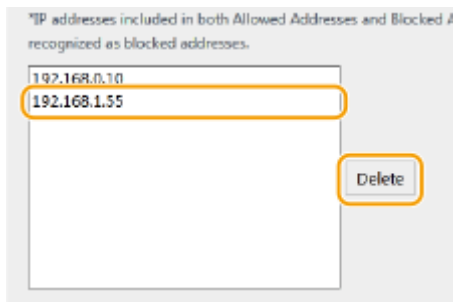 *IP addresses included in both Allowed Addresses and Blocked A
recognized as blocked addresses.
192.168.0.10
192.168.1.55
Delete